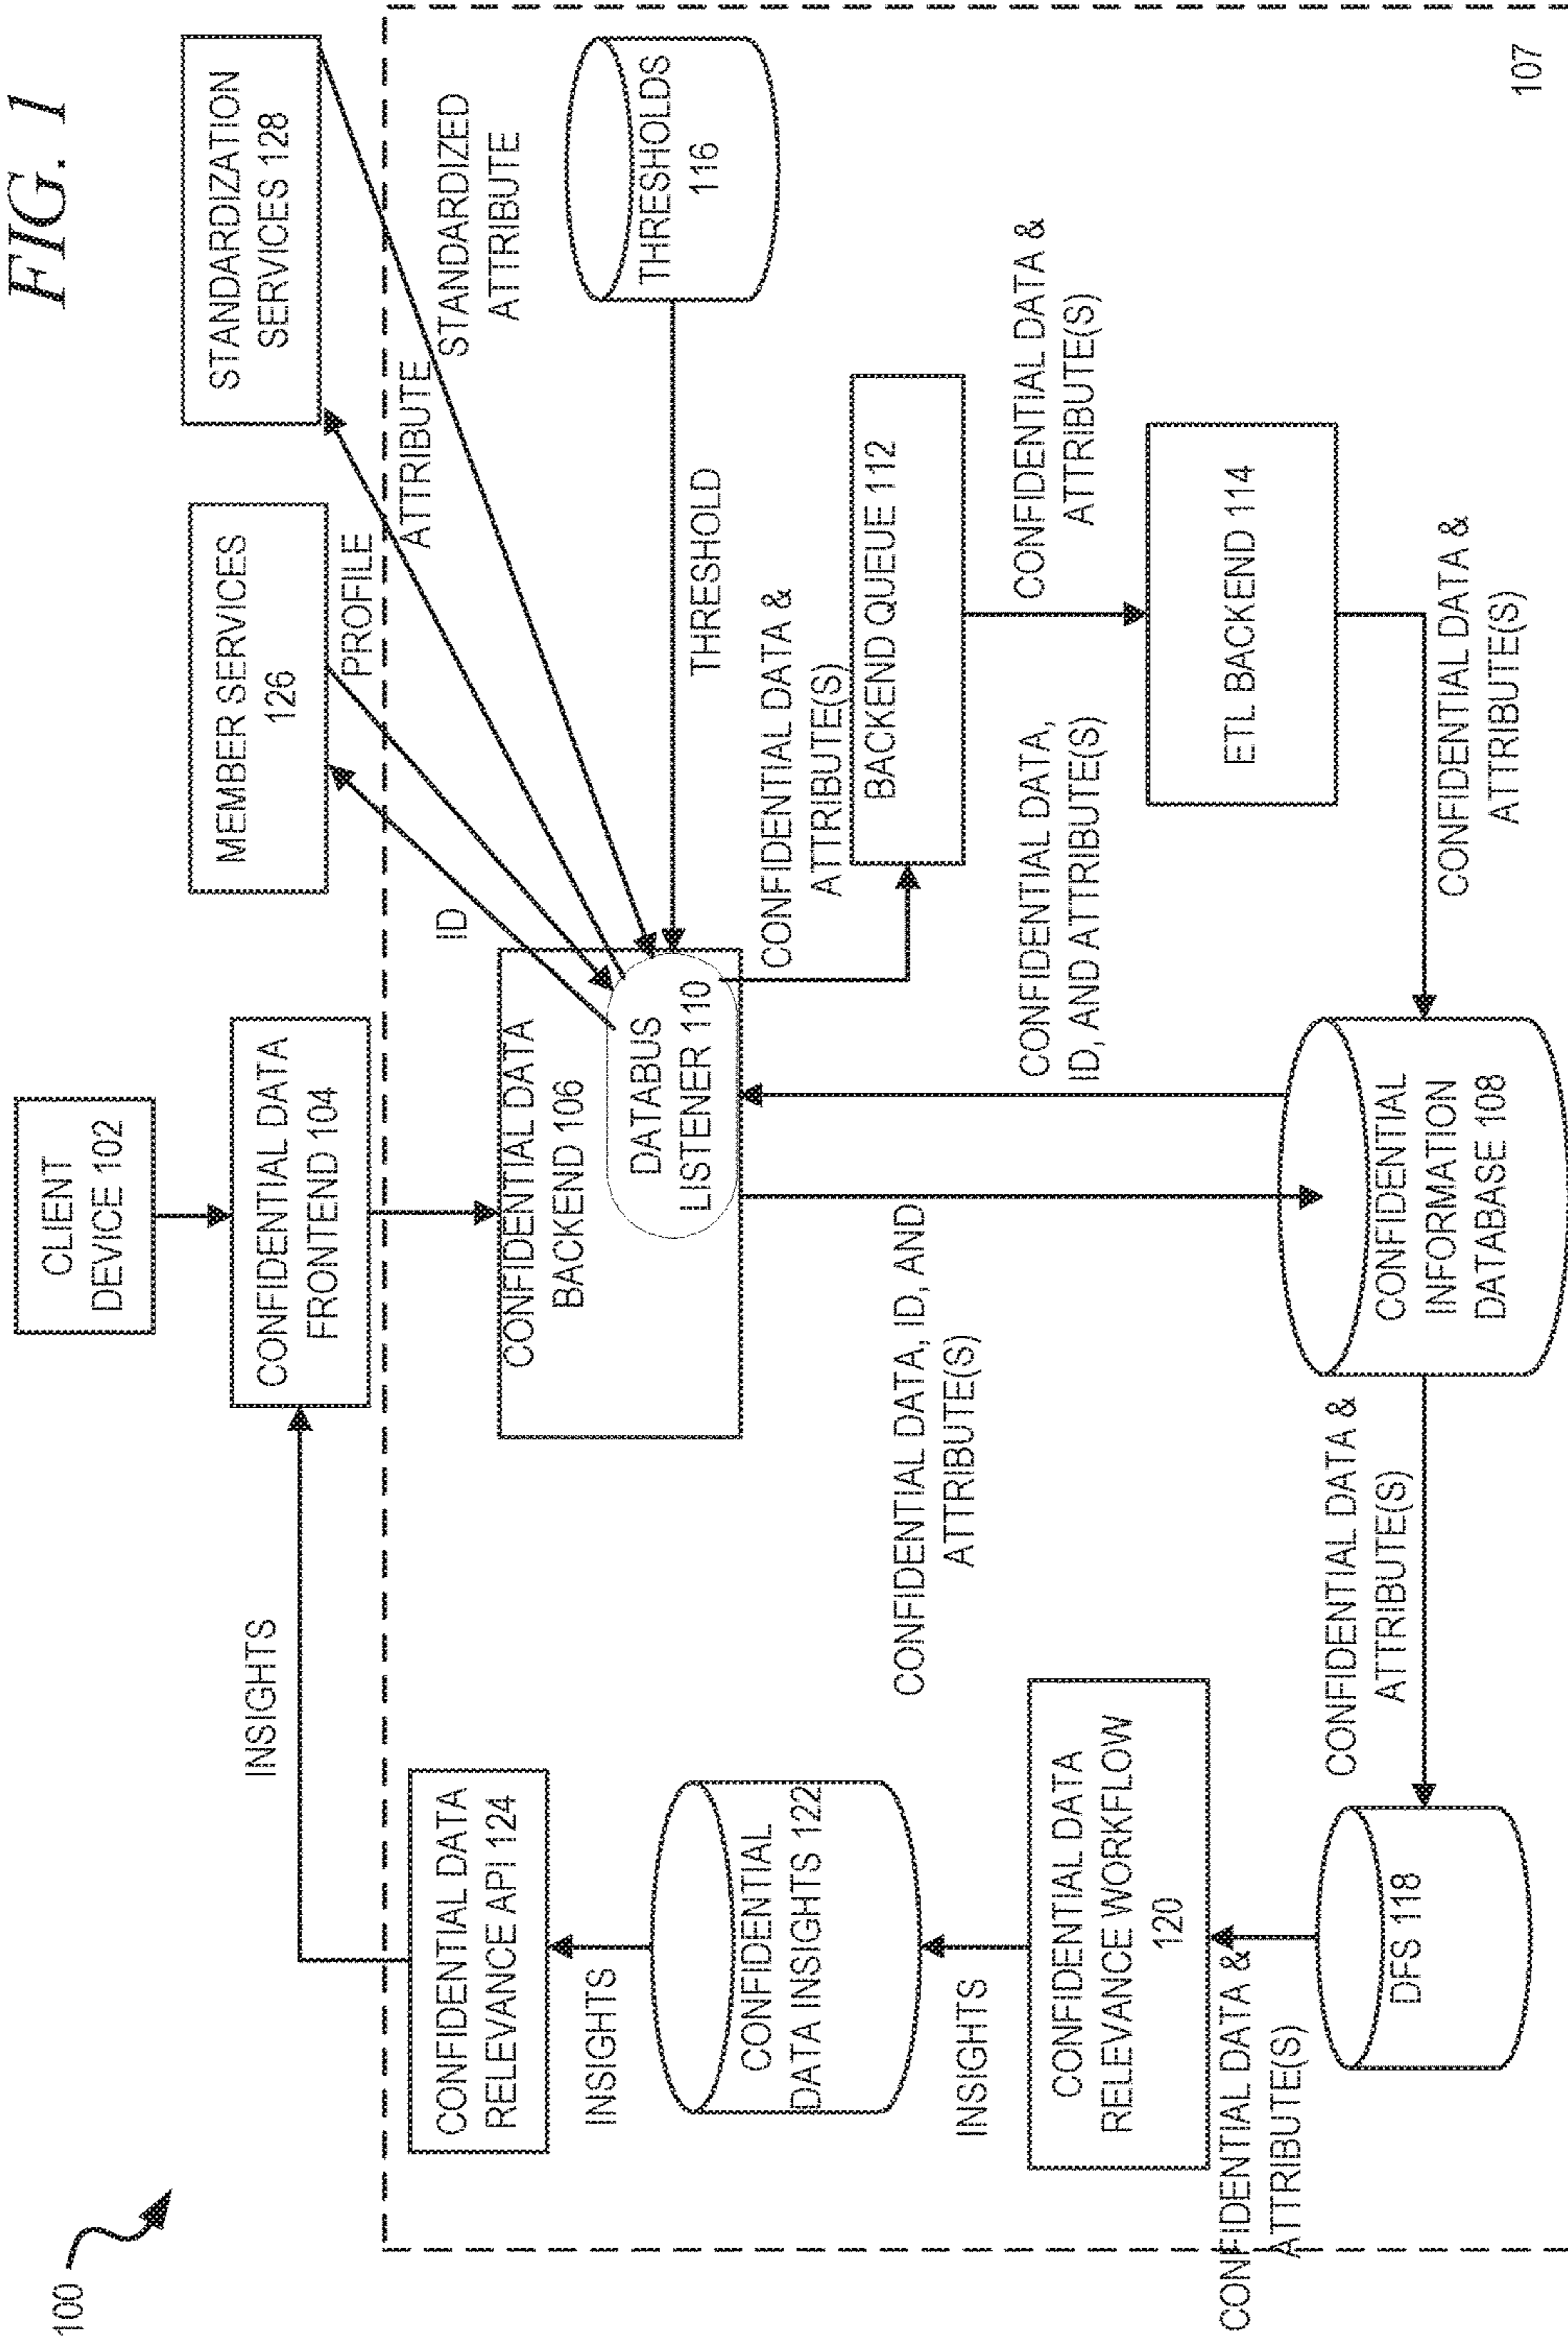 FIG. 1
100
CLIENT
DEVICE 102
CONFIDENTIAL DATA
FRONTEND 104
MEMBER SERVICES
126
STANDARDIZATION
SERVICES 128
INSIGHTS
ID
PROFILE
ATTRIBUTE
STANDARDIZED
ATTRIBUTE
CONFIDENTIAL DATA
RELEVANCE API 124
CONFIDENTIAL DATA
BACKEND 106
DATABUS
LISTENER 110
THRESHOLD
THRESHOLDS
116
INSIGHTS
CONFIDENTIAL
DATA INSIGHTS 122
CONFIDENTIAL DATA &
ATTRIBUTE(S)
BACKEND QUEUE 112
INSIGHTS
CONFIDENTIAL DATA, ID, AND
ATTRIBUTE(S)
CONFIDENTIAL DATA,
ID, AND ATTRIBUTE(S)
CONFIDENTIAL DATA &
ATTRIBUTE(S)
CONFIDENTIAL DATA
RELEVANCE WORKFLOW
120
ETL BACKEND 114
CONFIDENTIAL DATA &
ATTRIBUTE(S)
CONFIDENTIAL DATA &
ATTRIBUTE(S)
CONFIDENTIAL DATA &
ATTRIBUTE(S)
DFS 118
CONFIDENTIAL
INFORMATION
DATABASE 108
107